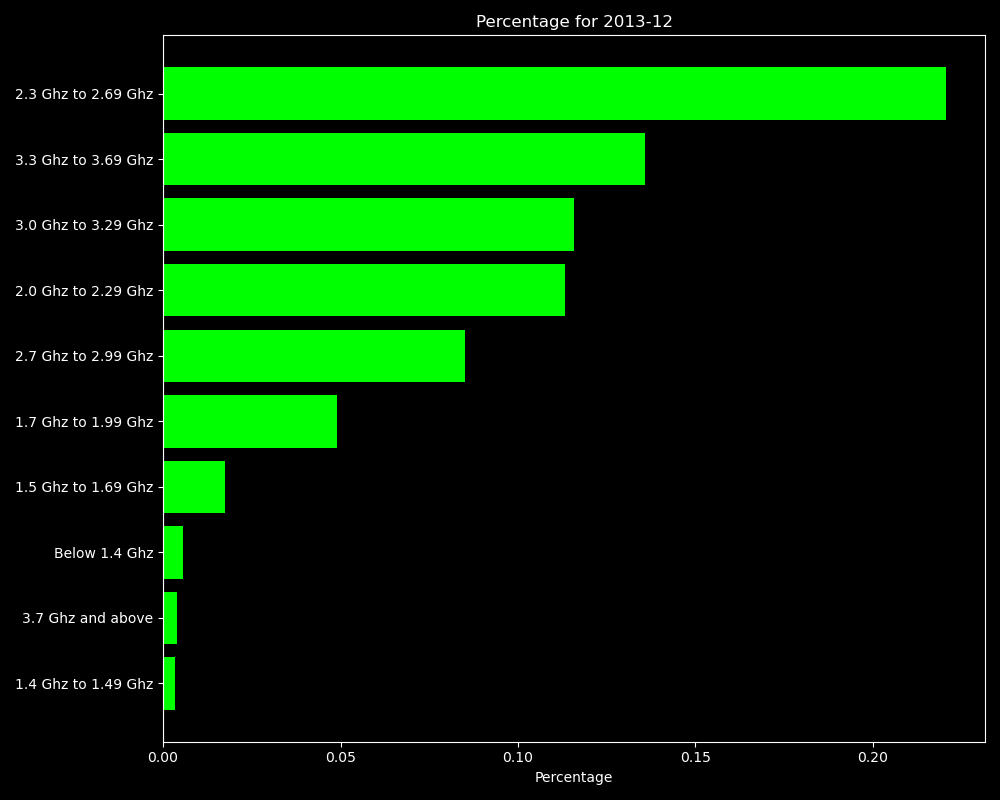 Percentage for 2013-12
2.3 Ghz to 2.69 Ghz
3.3 Ghz to 3.69 Ghz
3.0 Ghz to 3.29 Ghz
2.0 Ghz to 2.29 Ghz
2.7 Ghz to 2.99 Ghz
1.7 Ghz to 1.99 Ghz
1.5 Ghz to 1.69 Ghz
Below 1.4 Ghz
3.7 Ghz and above
1.4 Ghz to 1.49 Ghz
0.00 0.05 0.10 0.15 0.20
Percentage